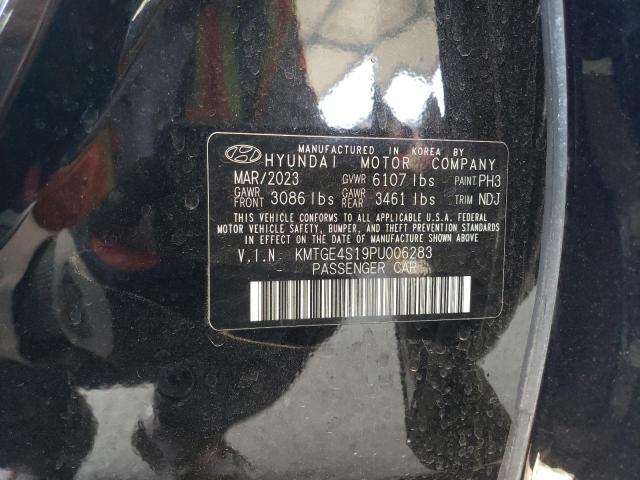 MANUFACTURED IN KOREA BY
HYUNDAI MOTOR COMPANY
MAR/2023 GVWR 6107 lbs PAINT PH3
GAWR FRONT 3086 lbs GAWR REAR 3461 lbs TRIM NDJ
THIS VEHICLE CONFORMS TO ALL APPLICABLE U.S.A. FEDERAL
MOTOR VEHICLE SAFETY, BUMPER, AND THEFT PREVENTION STANDARDS
IN EFFECT ON THE DATE OF MANUFACTURE SHOWN ABOVE.
V.I.N. KMTGE4S19PU006283
PASSENGER CAR